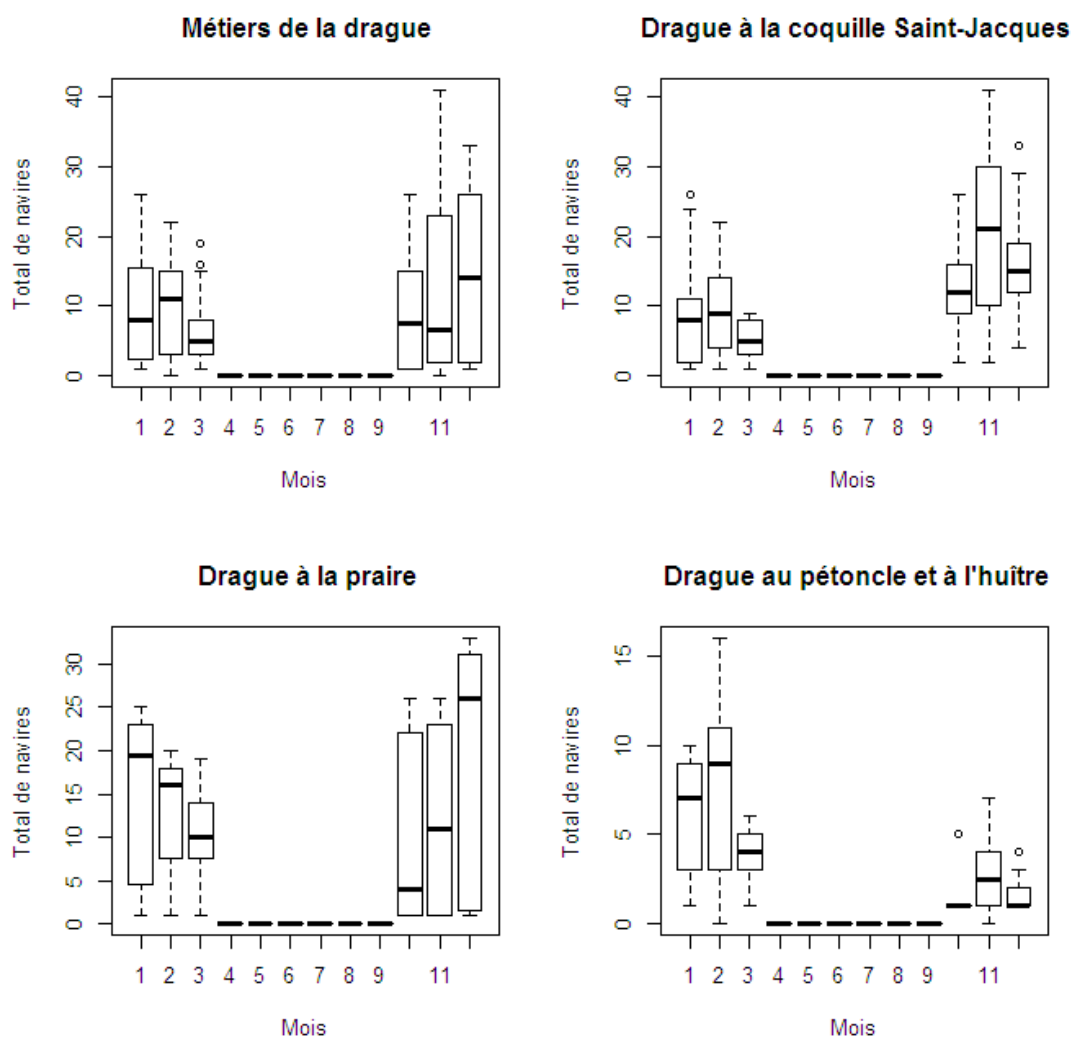 Métiers de la drague
Total de navires
0 10 20 30 40
1 2 3 4 5 6 7 8 9 11
Mois
Drague à la coquille Saint-Jacques
Total de navires
0 10 20 30 40
1 2 3 4 5 6 7 8 9 11
Mois
Drague à la praire
Total de navires
0 5 10 15 20 25 30
1 2 3 4 5 6 7 8 9 11
Mois
Drague au pétoncle et à l'huître
Total de navires
0 5 10 15
1 2 3 4 5 6 7 8 9 11
Mois